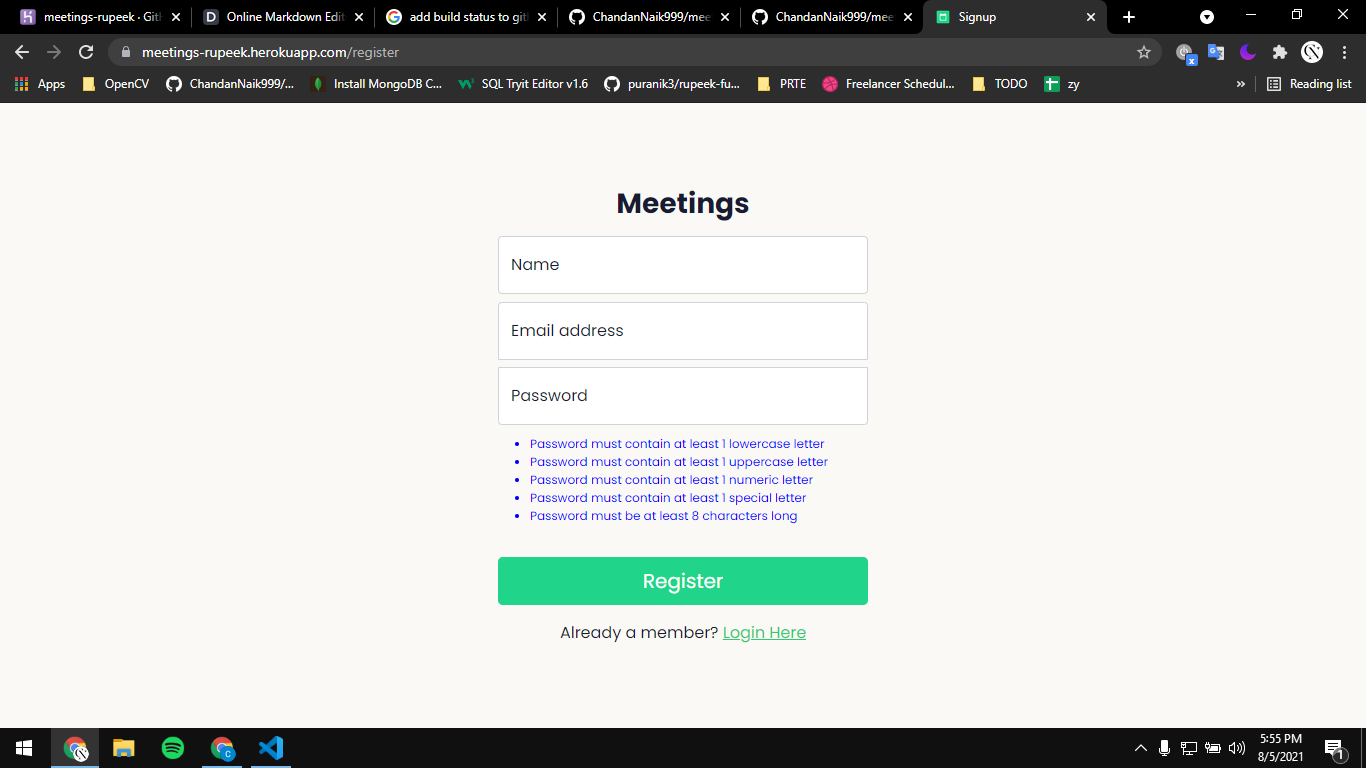 meetings-rupeek · Git
Online Markdown Edit
add build status to git
ChandanNaik999/mee
ChandanNaik999/mee
Signup
meetings-rupeek.herokuapp.com/register
Apps
OpenCV
ChandanNaik999/...
Install MongoDB C...
SQL Tryit Editor v1.6
puranik3/rupeek-fu...
PRTE
Freelancer Schedul...
TODO
zy
»
Reading list
Meetings
Name
Email address
Password
• Password must contain at least 1 lowercase letter
• Password must contain at least 1 uppercase letter
• Password must contain at least 1 numeric letter
• Password must contain at least 1 special letter
• Password must be at least 8 characters long
Register
Already a member? Login Here
5:55 PM
8/5/2021
1